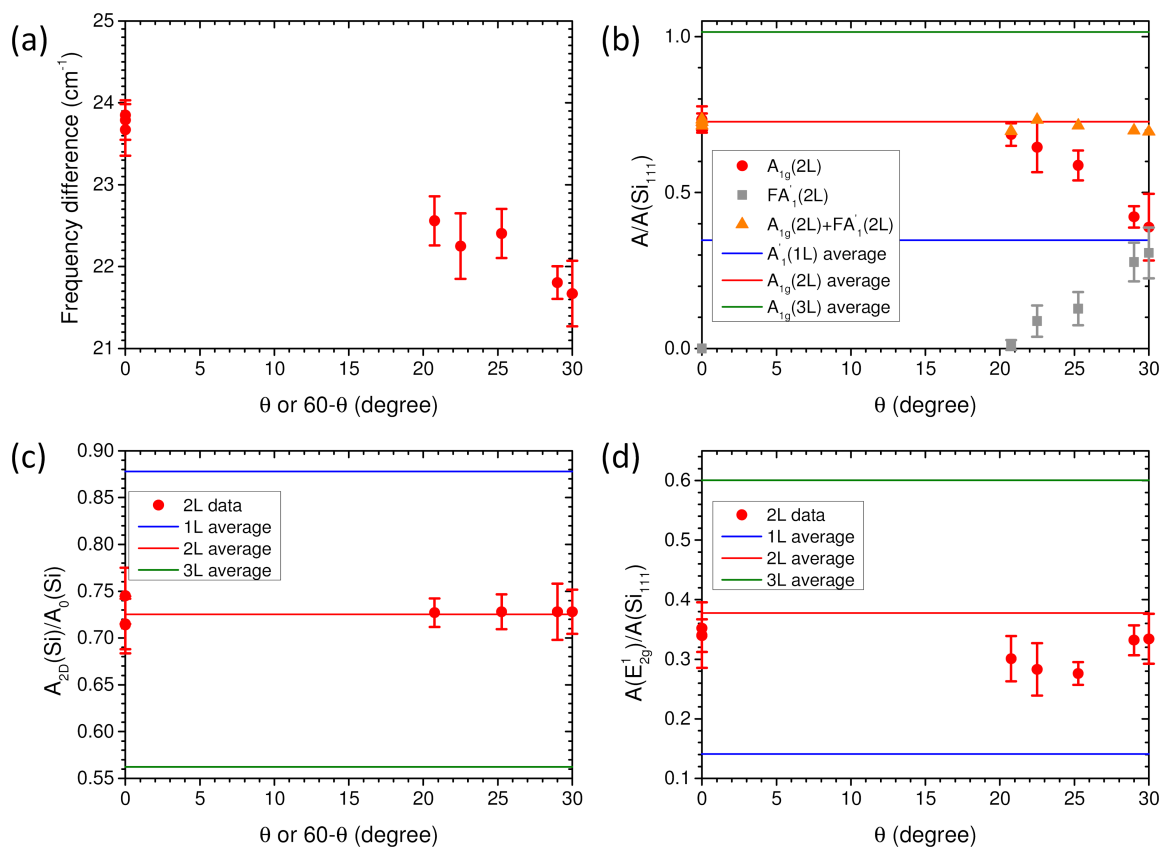 (a)
Frequency difference (cm⁻¹)
25
24
23
22
21
0 5 10 15 20 25 30
θ or 60-θ (degree)
(b)
A/A(Si₁₁₁)
1.0
0.5
0.0
A₁g(2L)
FA'₁(2L)
A₁g(2L)+FA'₁(2L)
A'₁(1L) average
A₁g(2L) average
A₁g(3L) average
0 5 10 15 20 25 30
θ (degree)
(c)
A₂D(Si)/A₀(Si)
0.90
0.85
0.80
0.75
0.70
0.65
0.60
0.55
2L data
1L average
2L average
3L average
0 5 10 15 20 25 30
θ or 60-θ (degree)
(d)
A(E¹₂g)/A(Si₁₁₁)
0.6
0.5
0.4
0.3
0.2
0.1
2L data
1L average
2L average
3L average
0 5 10 15 20 25 30
θ (degree)